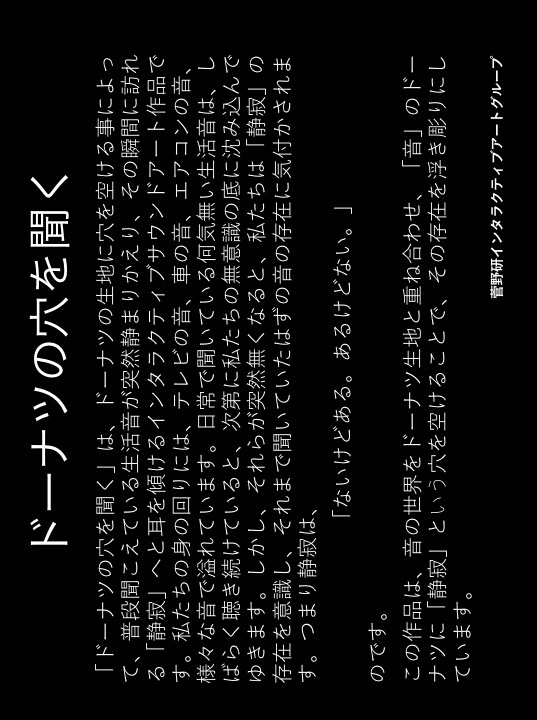 ドーナツの穴を聞く
「ドーナツの穴を聞く」は、ドーナツの生地に穴を空ける事によっ
て、普段聞こえている生活音が突然静まりかえり、その瞬間に訪れ
る「静寂」へと耳を傾けるインタラクティブサウンドアート作品で
す。私たちの身の回りには、テレビの音、車の音、エアコンの音、
様々な音で溢れています。日常で聞いている何気無い生活音は、し
ばらく聴き続けていると、次第に私たちの無意識の底に沈み込んで
ゆきます。しかし、それらが突然無くなると、私たちは「静寂」の
存在を意識し、それまで聞いていたはずの音の存在に気付かされま
す。つまり静寂は、
「ないけどある。あるけどない。」
のです。
この作品は、音の世界をドーナツ生地と重ね合わせ、「音」のドー
ナツに「静寂」という穴を空けることで、その存在を浮き彫りにし
ています。
菅野研インタラクティブアートグループ